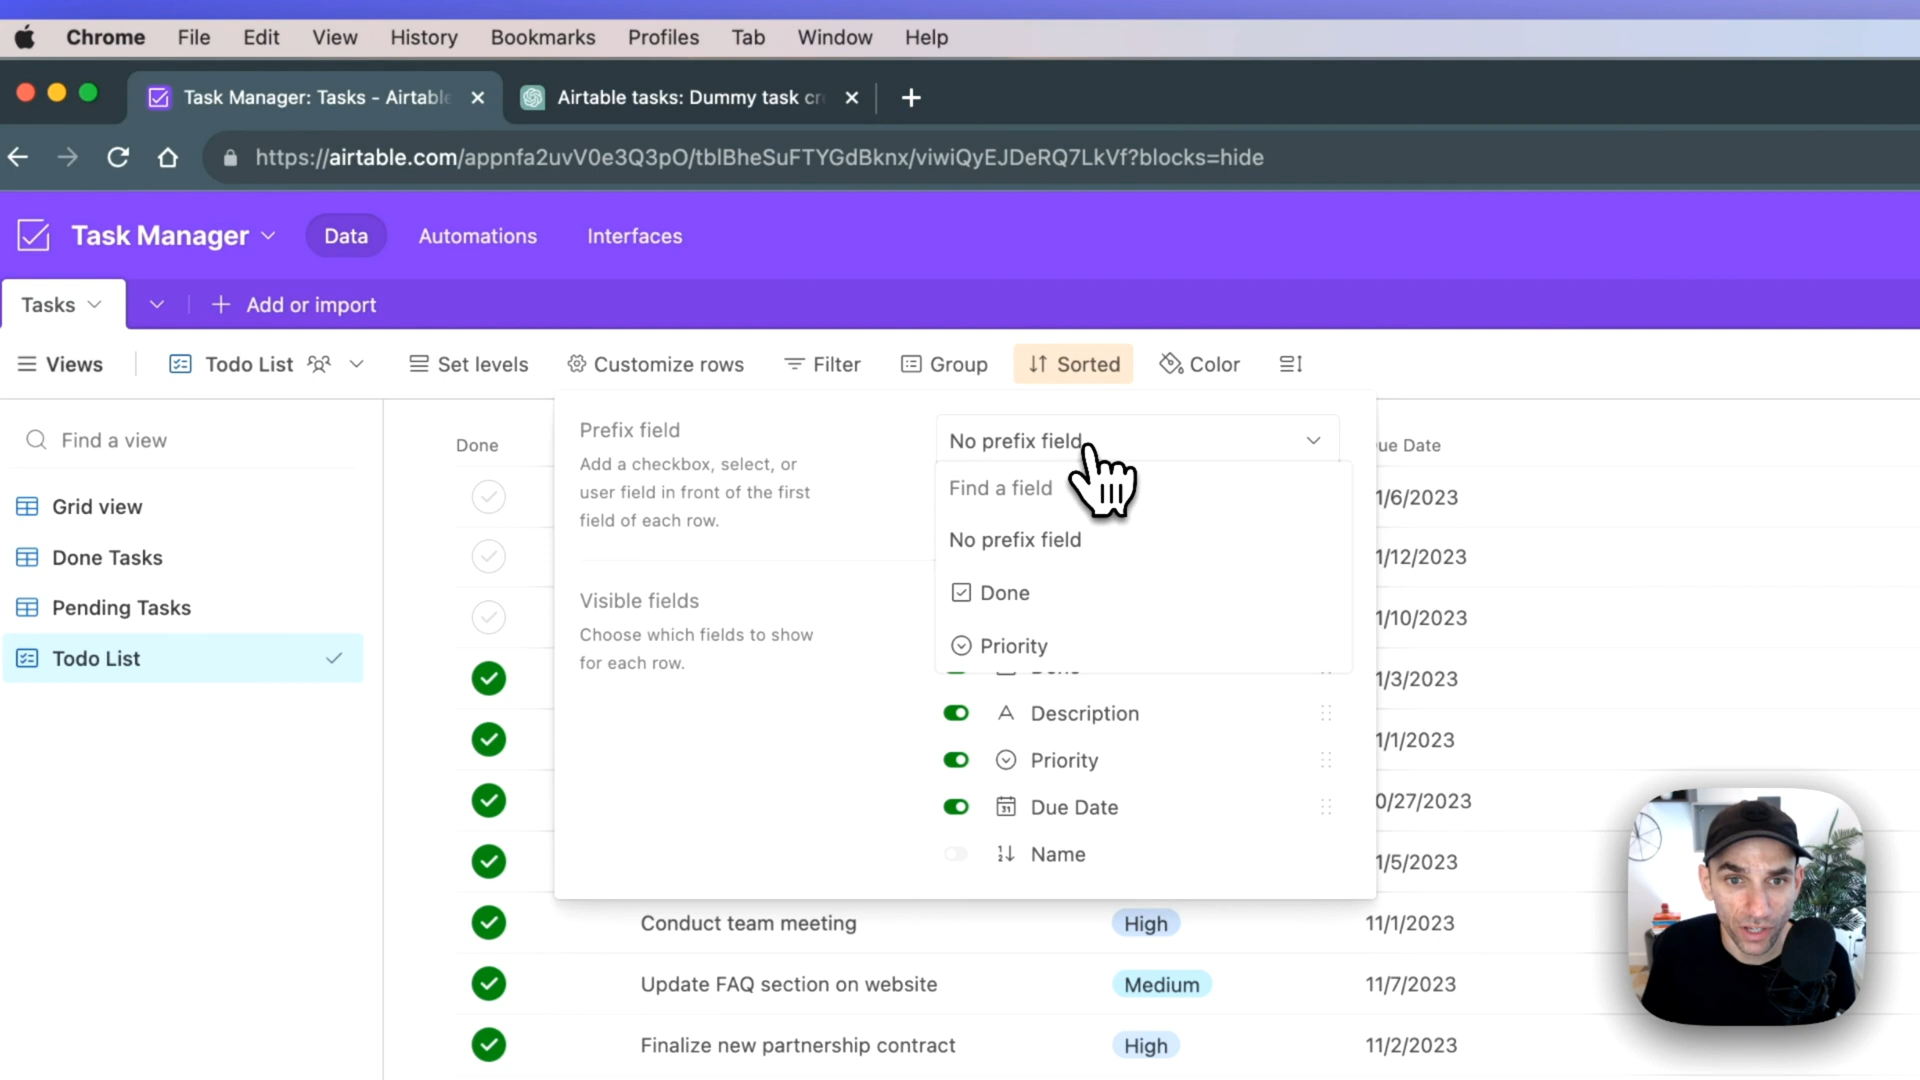 Chrome File Edit View History Bookmarks Profiles Tab Window Help
Task Manager: Tasks - Airtable
Airtable tasks: Dummy task cr
https://airtable.com/appnfa2uvV0e3Q3pO/tblBheSuFTYGdBknx/viwiQyEJDeRQ7LkVf?blocks=hide
Task Manager Data Automations Interfaces
Tasks + Add or import
Views Todo List Set levels Customize rows Filter Group Sorted Color
Find a view
Grid view
Done Tasks
Pending Tasks
Todo List
Done
Prefix field
Add a checkbox, select, or
user field in front of the first
field of each row.
Visible fields
Choose which fields to show
for each row.
No prefix field
Find a field
No prefix field
Done
Priority
Description
Priority
31 Due Date
Name
ue Date
1/6/2023
1/12/2023
1/10/2023
1/3/2023
1/1/2023
0/27/2023
1/5/2023
Conduct team meeting High 11/1/2023
Update FAQ section on website Medium 11/7/2023
Finalize new partnership contract High 11/2/2023